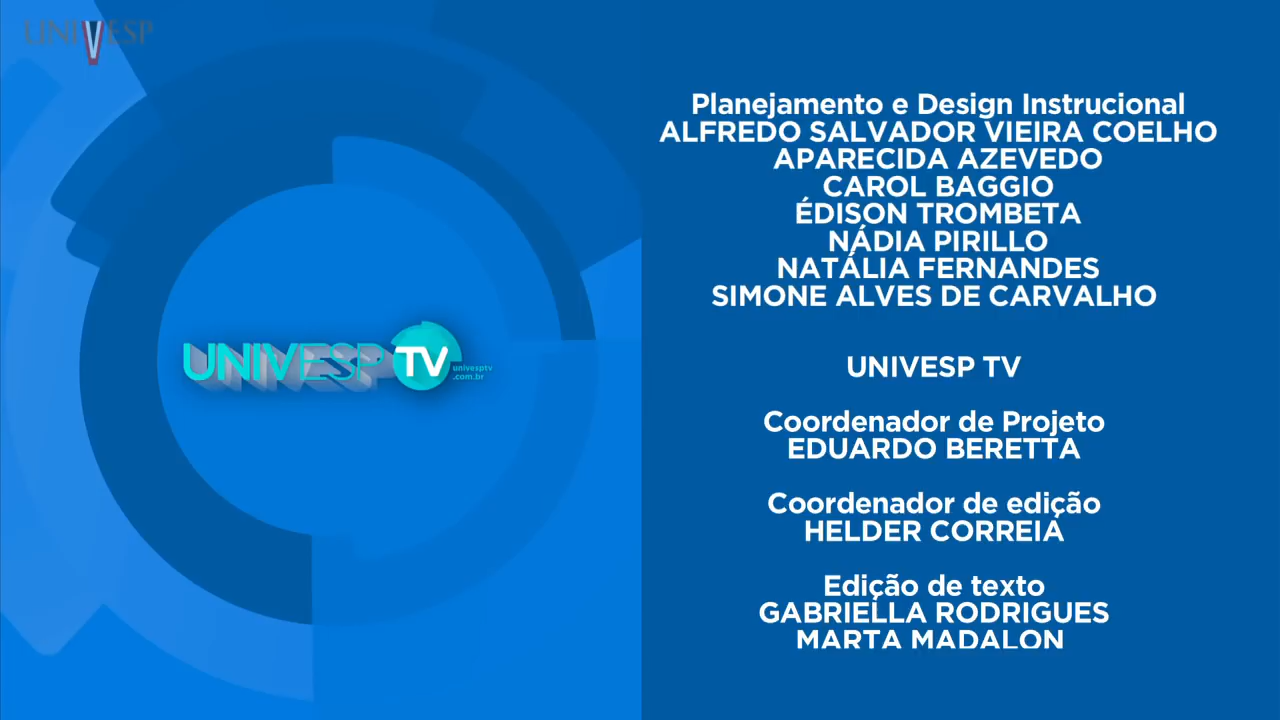 UNIVESP
Planejamento e Design Instrucional
ALFREDO SALVADOR VIEIRA COELHO
APARECIDA AZEVEDO
CAROL BAGGIO
ÉDISON TROMBETA
NÁDIA PIRILLO
NATÁLIA FERNANDES
SIMONE ALVES DE CARVALHO
UNIVESP TV
univesptv
.com.br
UNIVESP TV
Coordenador de Projeto
EDUARDO BERETTA
Coordenador de edição
HELDER CORREIA
Edição de texto
GABRIELLA RODRIGUES
MARTA MADALON